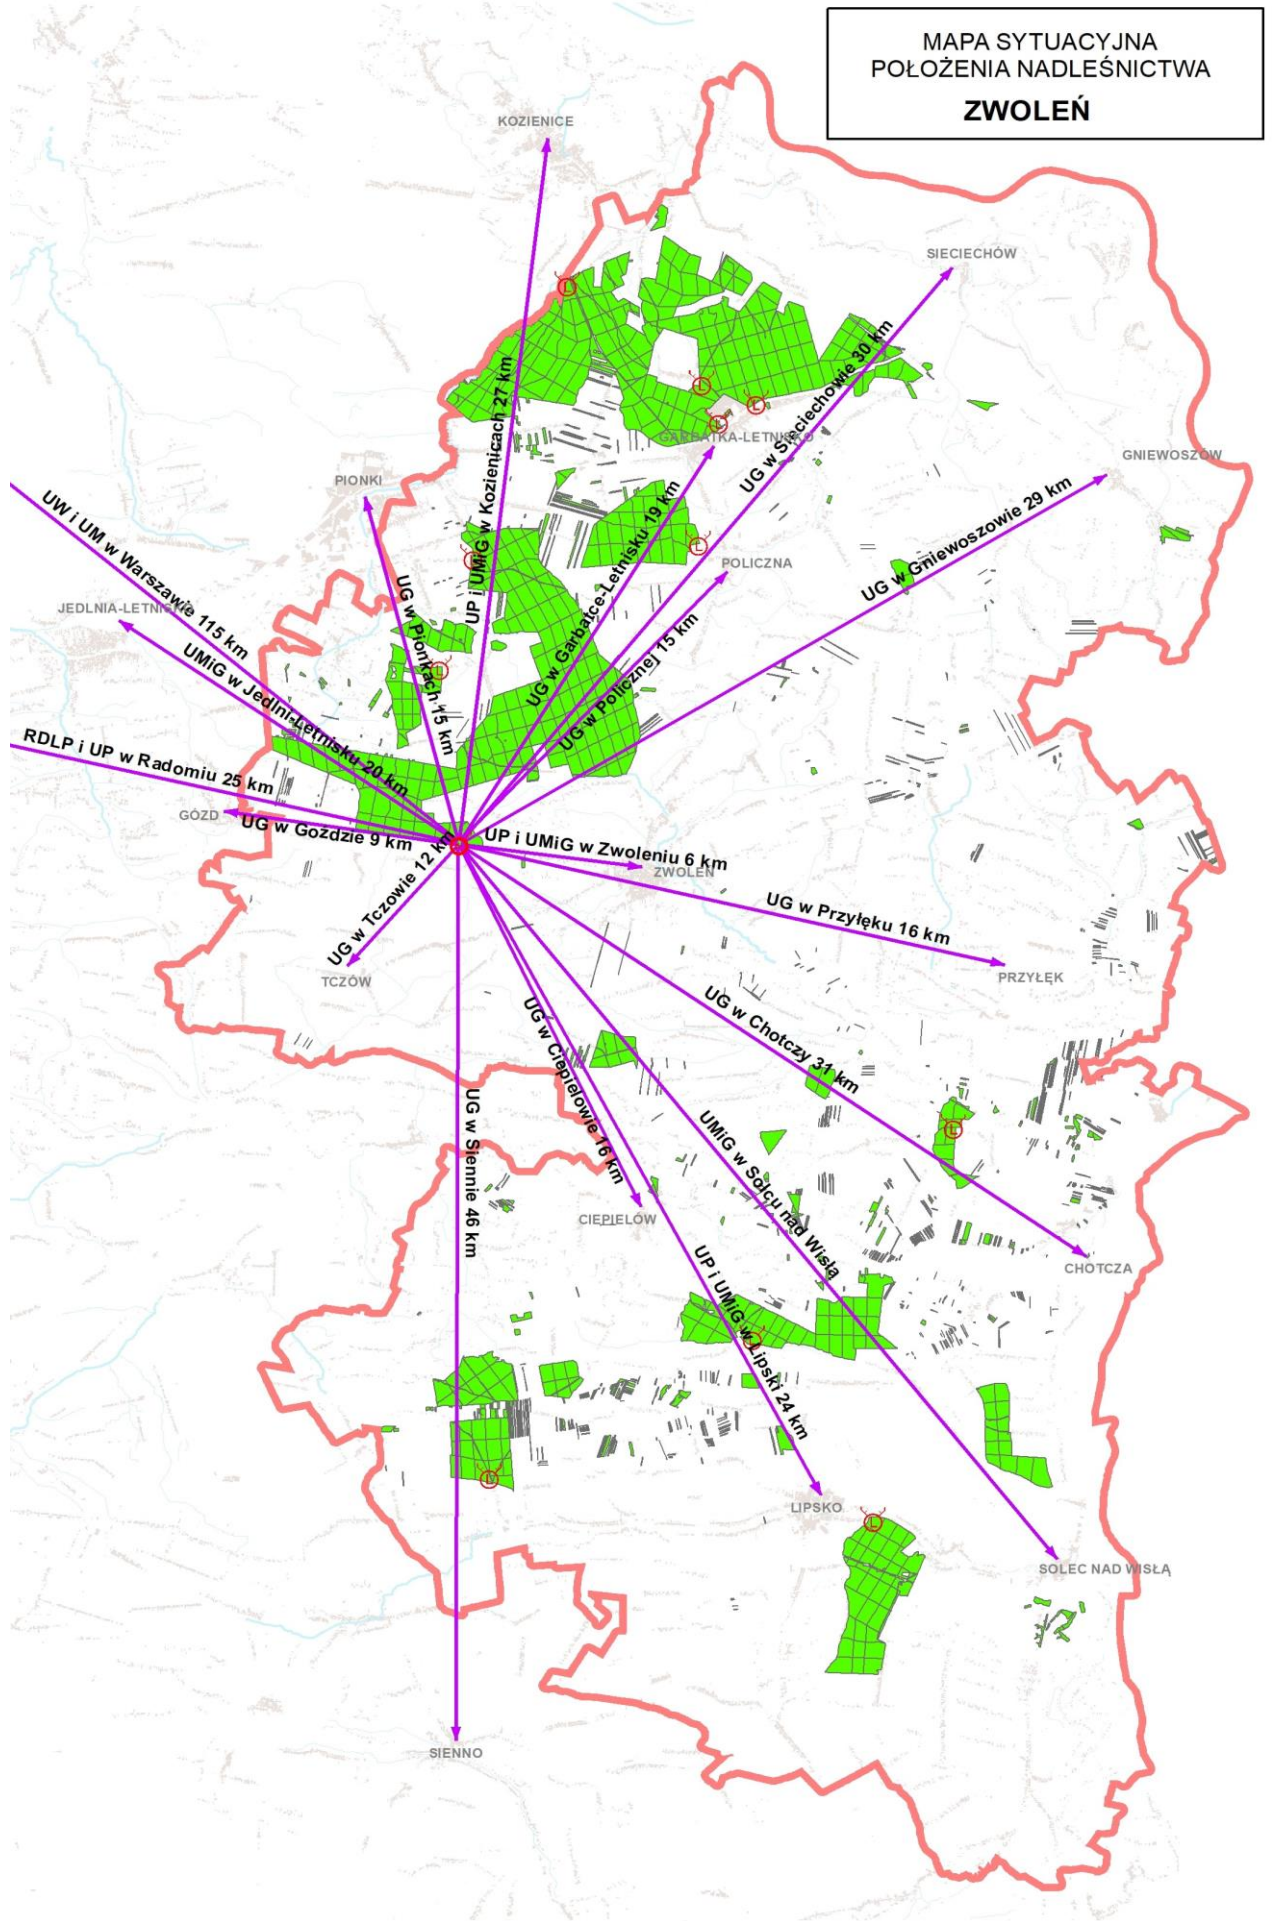 MAPA SYTUACYJNA
POŁOŻENIA NADLEŚNICTWA
ZWOLEŃ
KOZIENICE
SIECIECHÓW
UP i UMiG w Kozienicach 27 km
UG w Sieciechowie 30 km
GARBATKA-LETNISKO
GNIEWOSZÓW
PIONKI
UG w Gniewoszowie 29 km
UG w Garbatce-Letnisku 19 km
POLICZNA
UW i UM w Warszawie 115 km
JEDLNIA-LETNISKO
UG w Pionkach 15 km
UG w Policznej 15 km
UMiG w Jedlni-Letnisku 20 km
RDLP i UP w Radomiu 25 km
GÓZD
UG w Goździe 9 km
UP i UMiG w Zwoleniu 6 km
ZWOLEŃ
UG w Tczowie 12 km
UG w Przyłęku 16 km
TCZÓW
PRZYŁĘK
UG w Chotczy 31 km
UG w Ciepielowie 16 km
UG w Siennie 46 km
UMiG w Solcu nad Wisłą
CIEPIELÓW
CHOTCZA
UP i UMiG w Lipski 24 km
LIPSKO
SOLEC NAD WISŁĄ
SIENNO
L
L
L
L
L
L
L
L
L
L
L